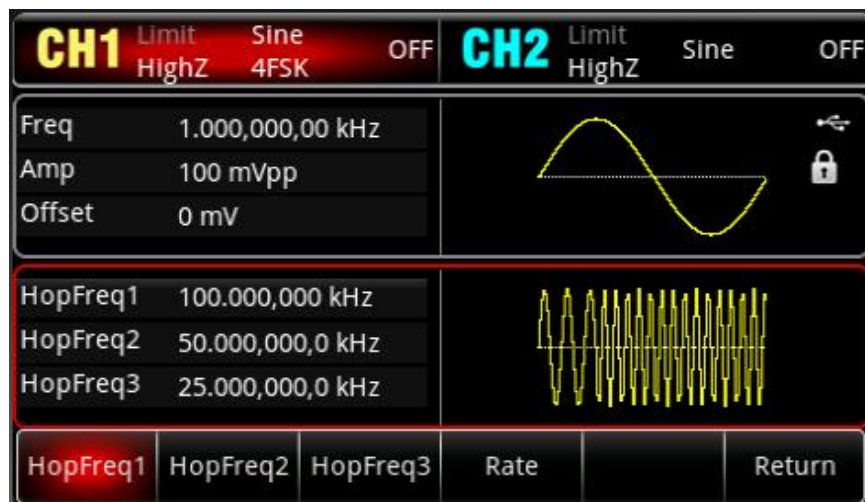 CH1 Limit Sine OFF CH2 Limit Sine OFF
HighZ 4FSK HighZ
Freq 1.000,000,00 kHz
Amp 100 mVpp
Offset 0 mV
HopFreq1 100.000,000 kHz
HopFreq2 50.000,000,0 kHz
HopFreq3 25.000,000,0 kHz
HopFreq1 HopFreq2 HopFreq3 Rate Return